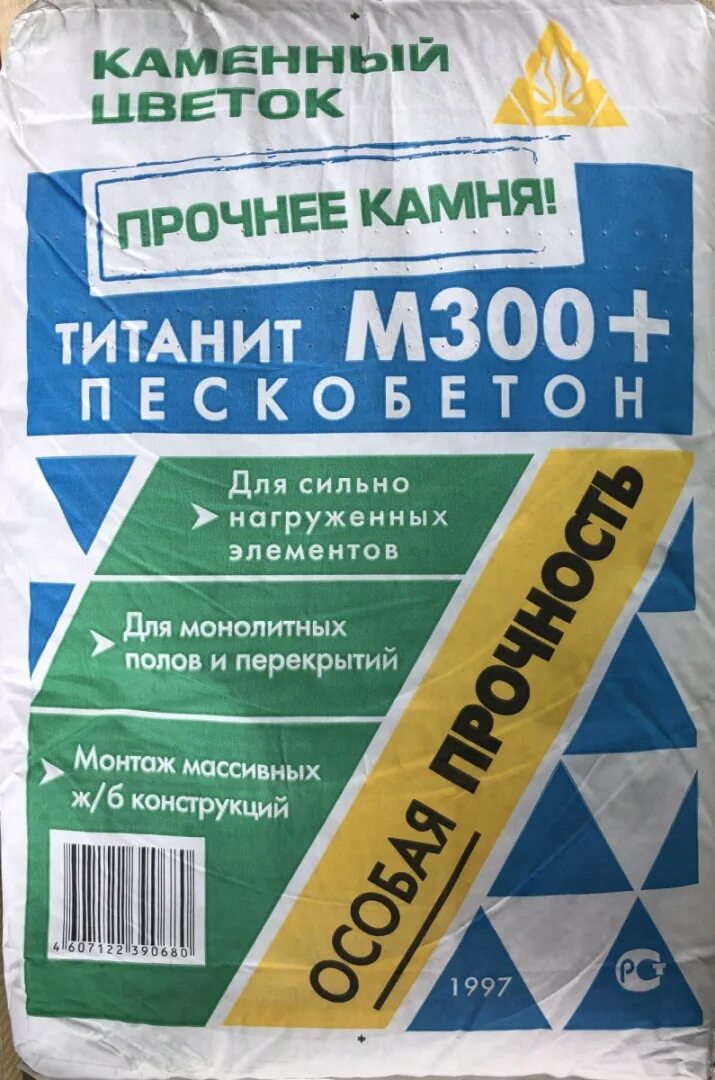 КАМЕННЫЙ
ЦВЕТОК
ПРОЧНЕЕ КАМНЯ!
ТИТАНИТ М300+
ПЕСКОБЕТОН
Для сильно
нагруженных
элементов
Для монолитных
полов и перекрытий
Монтаж массивных
ж/б конструкций
ОСОБАЯ ПРОЧНОСТЬ
4 607122 390680
1997
РСТ